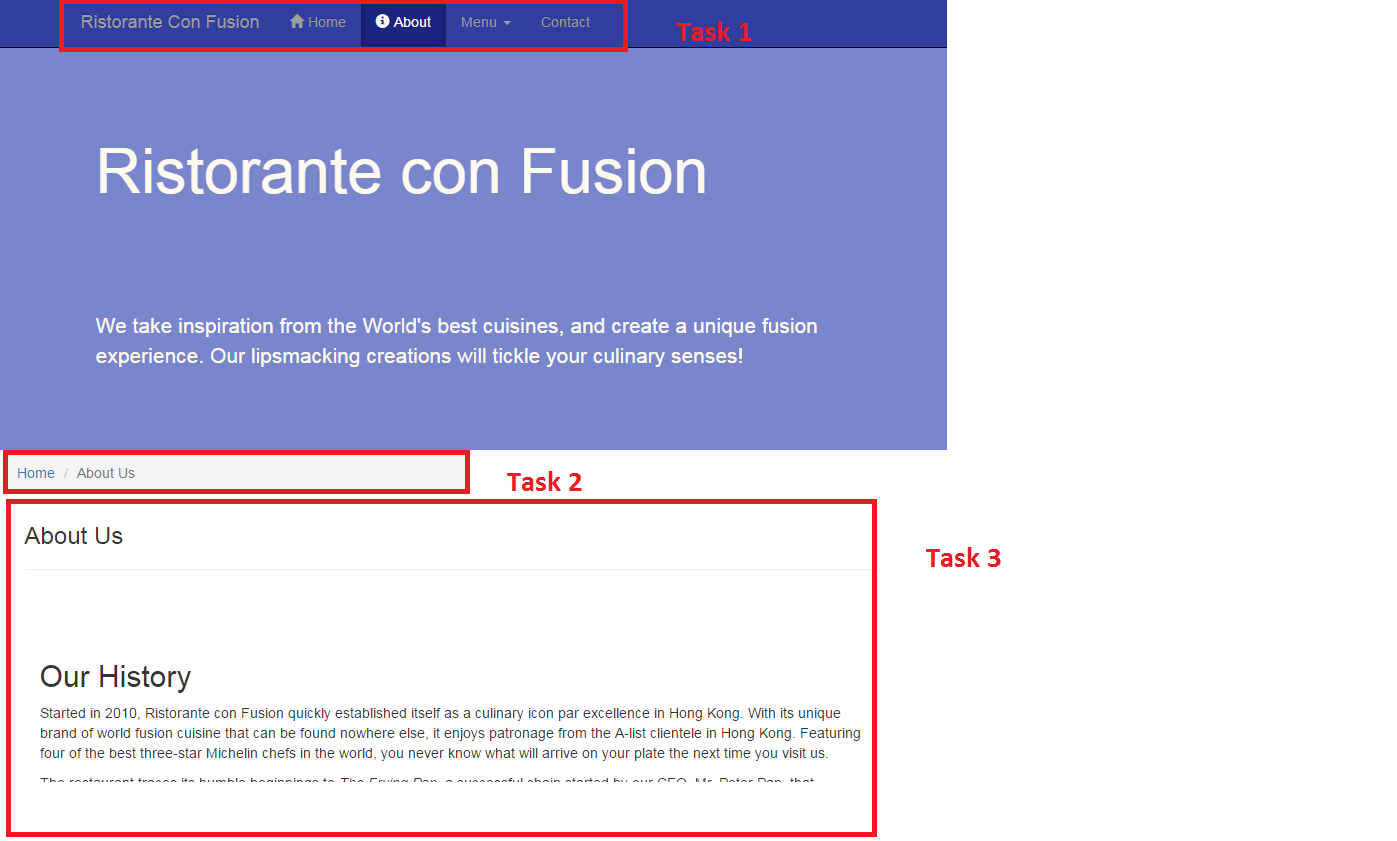 Ristorante Con Fusion Home About Menu Contact
Task 1
Ristorante con Fusion
We take inspiration from the World's best cuisines, and create a unique fusion
experience. Our lipsmacking creations will tickle your culinary senses!
Home / About Us
Task 2
About Us
Task 3
Our History
Started in 2010, Ristorante con Fusion quickly established itself as a culinary icon par excellence in Hong Kong. With its unique
brand of world fusion cuisine that can be found nowhere else, it enjoys patronage from the A-list clientele in Hong Kong. Featuring
four of the best three-star Michelin chefs in the world, you never know what will arrive on your plate the next time you visit us.
The restaurant traces its humble beginnings to The Frying Pan, a successful chain started by our CEO, Mr. Peter Pan, that